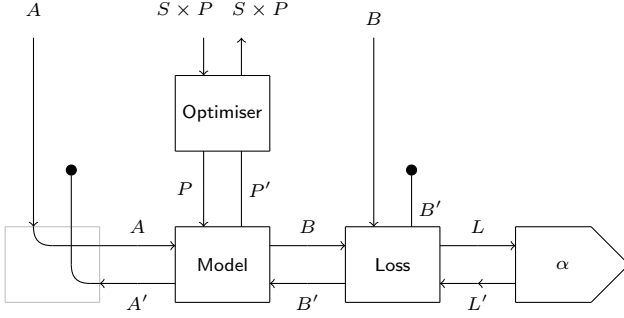 A S × P S × P B
Optimiser
P P′
B′
A B L
Model Loss α
A′ B′ L′